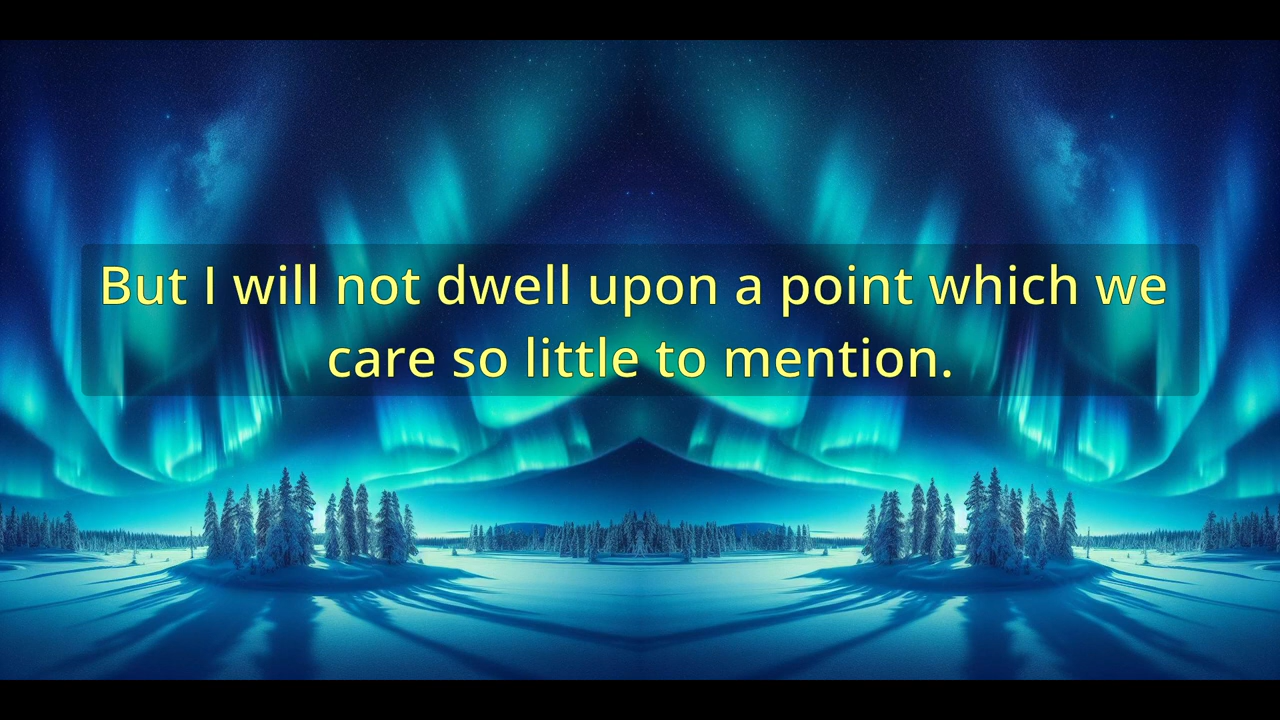 But I will not dwell upon a point which we
care so little to mention.